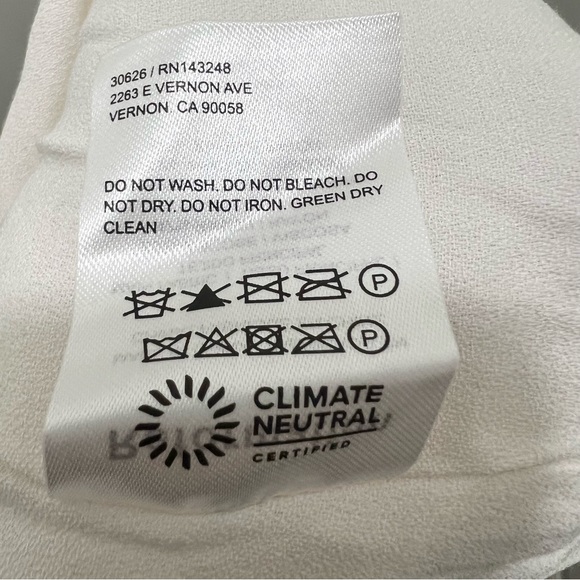 30626 / RN143248
2263 E VERNON AVE
VERNON, CA 90058
DO NOT WASH. DO NOT BLEACH. DO
NOT DRY. DO NOT IRON. GREEN DRY
CLEAN
P
P
CLIMATE
NEUTRAL
CERTIFIED